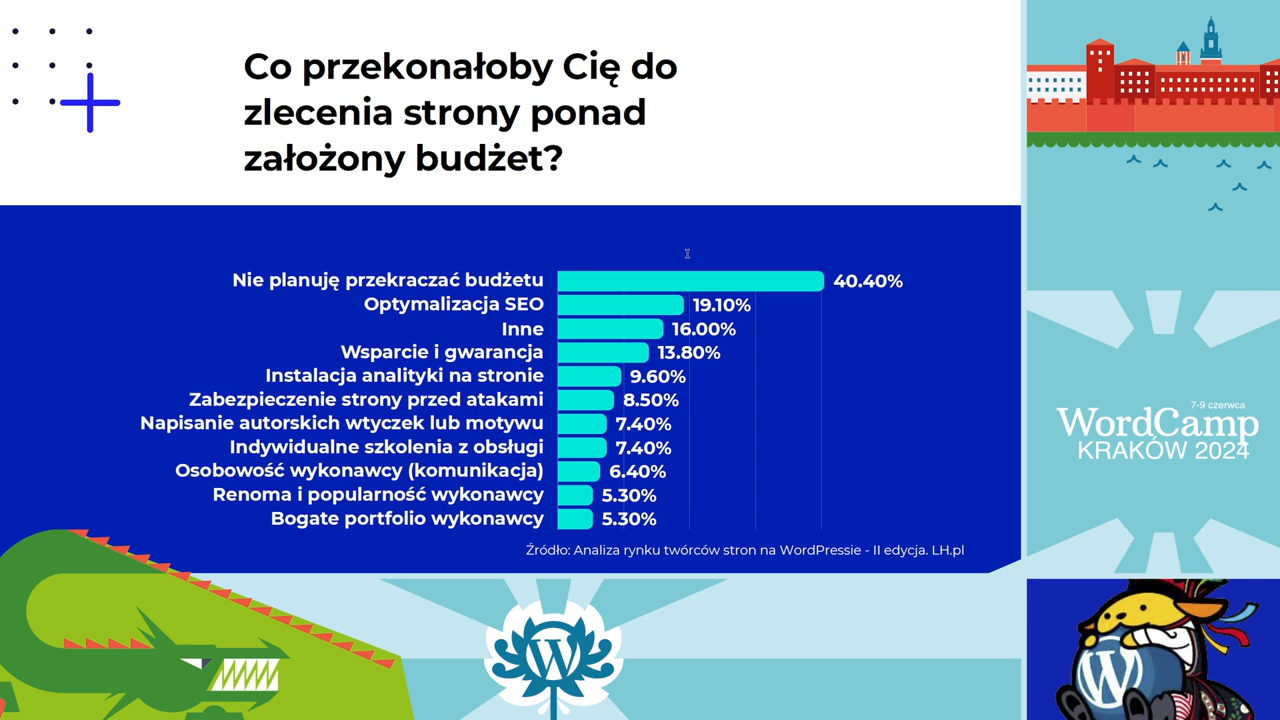 Co przekonałoby Cię do
zlecenia strony ponad
założony budżet?
Nie planuję przekraczać budżetu 40.40%
Optymalizacja SEO 19.10%
Inne 16.00%
Wsparcie i gwarancja 13.80%
Instalacja analityki na stronie 9.60%
Zabezpieczenie strony przed atakami 8.50%
Napisanie autorskich wtyczek lub motywu 7.40%
Indywidualne szkolenia z obsługi 7.40%
Osobowość wykonawcy (komunikacja) 6.40%
Renoma i popularność wykonawcy 5.30%
Bogate portfolio wykonawcy 5.30%
Źródło: Analiza rynku twórców stron na WordPressie - II edycja. LH.pl
7-9 czerwca
WordCamp
KRAKÓW 2024
W
W